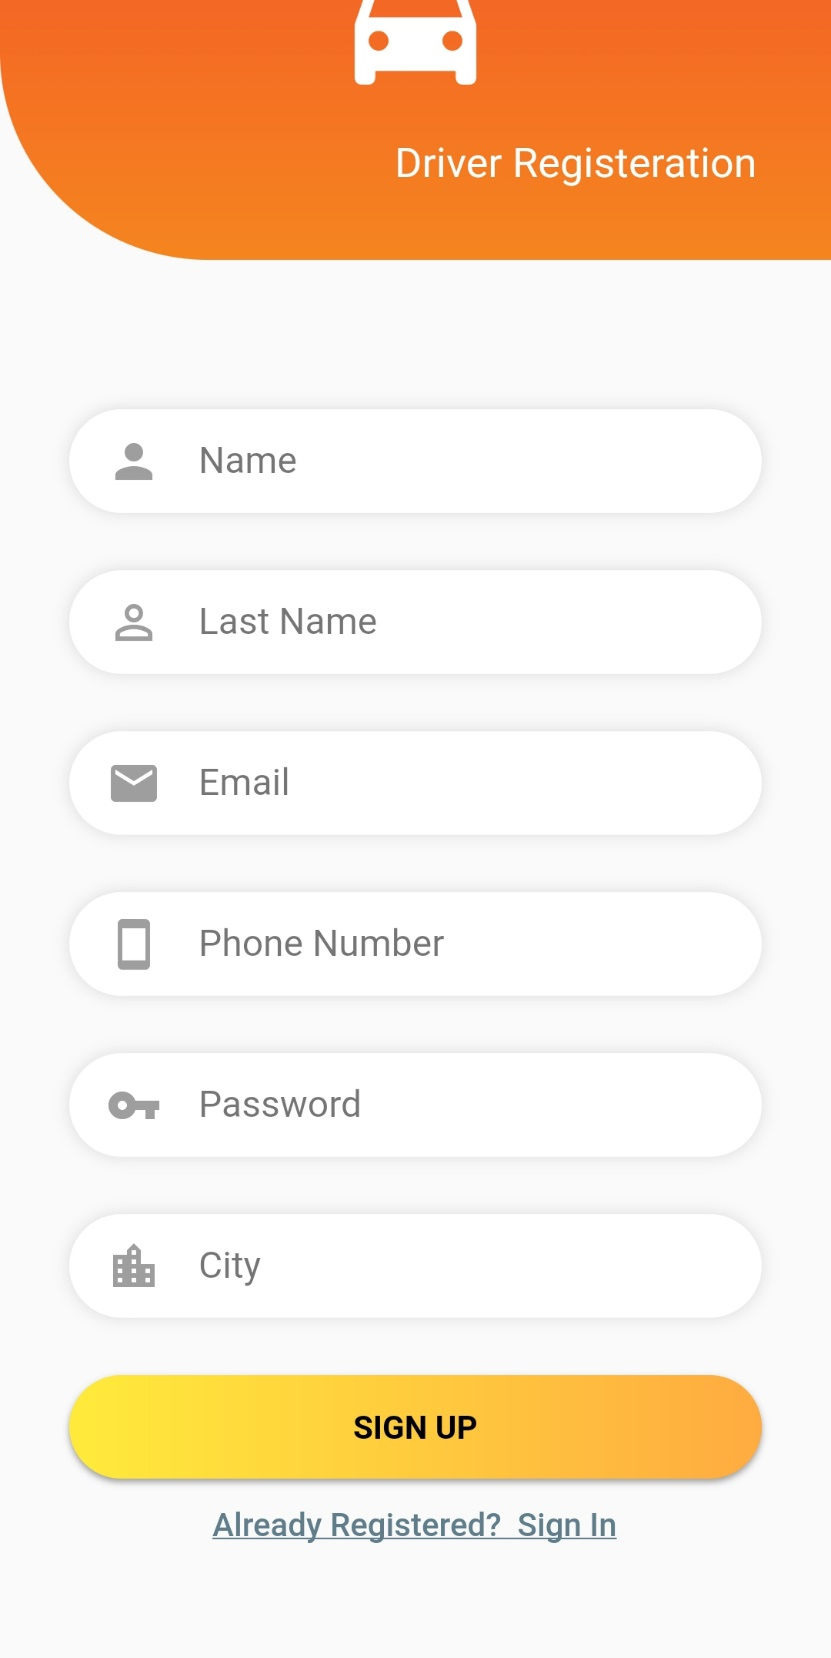 Driver Registeration
Name
Last Name
Email
Phone Number
Password
City
SIGN UP
Already Registered?  Sign In